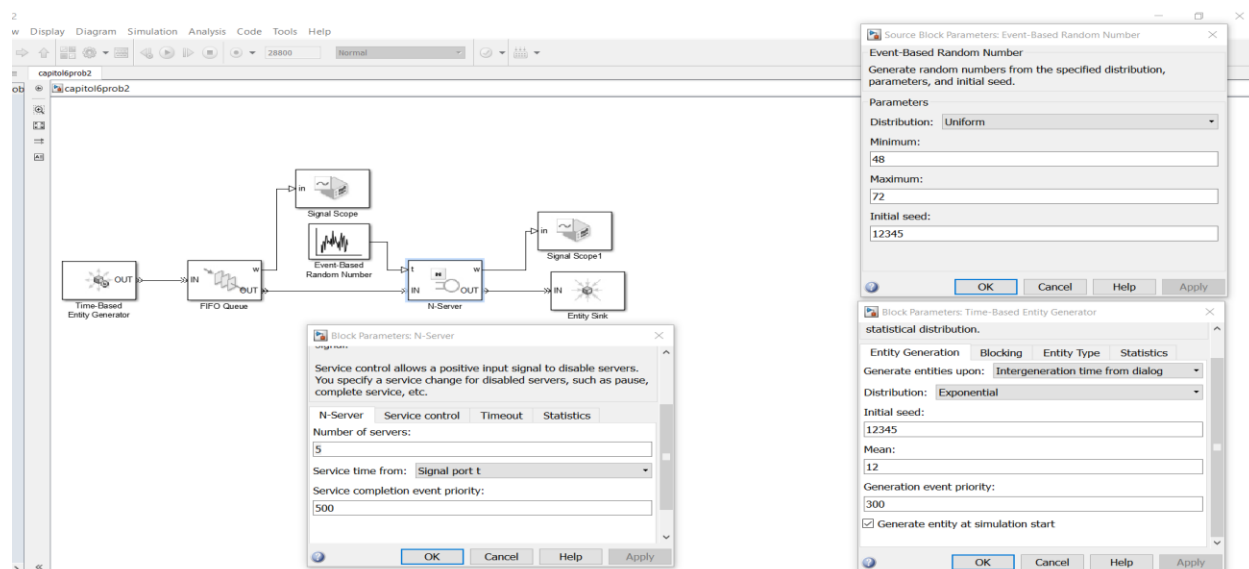 2
w Display Diagram Simulation Analysis Code Tools Help
28800
Normal
capitol6prob2
ob
capitol6prob2
in
Signal Scope
Event-Based
Random Number
OUT
Time-Based
Entity Generator
IN
w
OUT
FIFO Queue
t
w
IN
OUT
N-Server
in
Signal Scope1
IN
Entity Sink
Source Block Parameters: Event-Based Random Number
Event-Based Random Number
Generate random numbers from the specified distribution,
parameters, and initial seed.
Parameters
Distribution: Uniform
Minimum:
48
Maximum:
72
Initial seed:
12345
OK Cancel Help Apply
Block Parameters: N-Server
Service control allows a positive input signal to disable servers.
You specify a service change for disabled servers, such as pause,
complete service, etc.
N-Server Service control Timeout Statistics
Number of servers:
5
Service time from: Signal port t
Service completion event priority:
500
OK Cancel Help Apply
Block Parameters: Time-Based Entity Generator
statistical distribution.
Entity Generation Blocking Entity Type Statistics
Generate entities upon: Intergeneration time from dialog
Distribution: Exponential
Initial seed:
12345
Mean:
12
Generation event priority:
300
Generate entity at simulation start
OK Cancel Help Apply